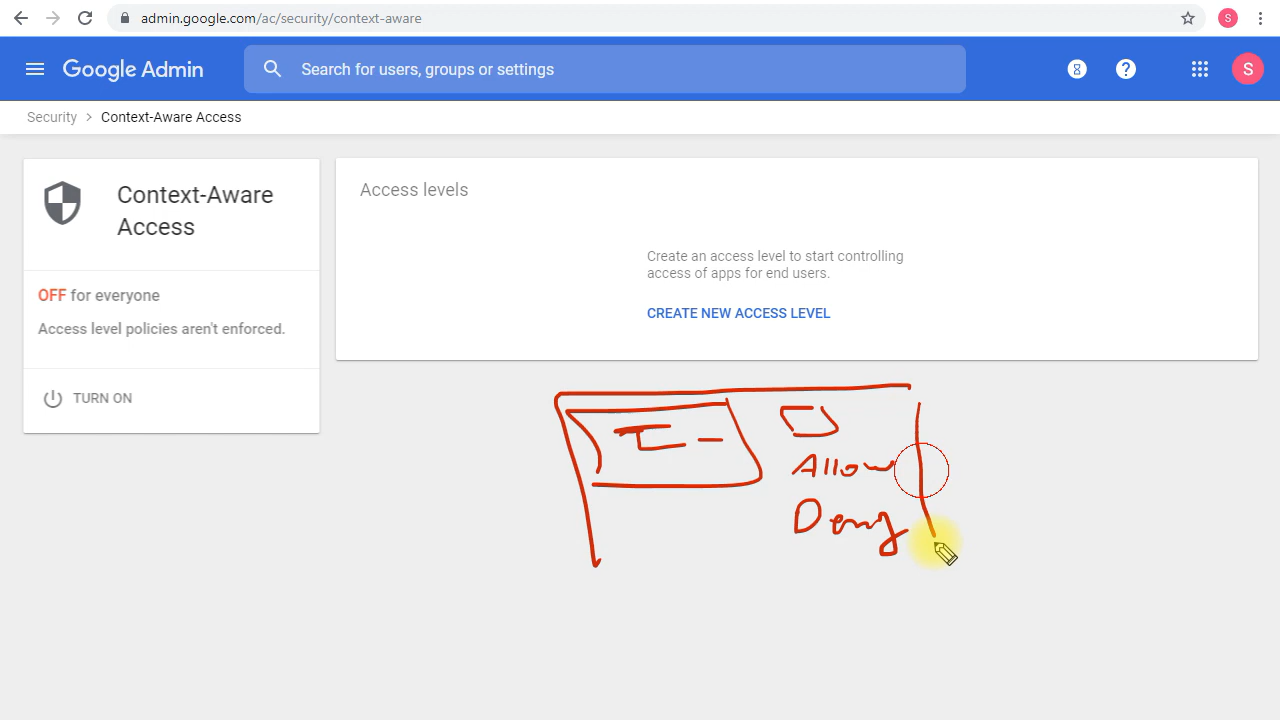 admin.google.com/ac/security/context-aware
S
Google Admin
Search for users, groups or settings
?
S
Security > Context-Aware Access
Context-Aware
Access
OFF for everyone
Access level policies aren't enforced.
TURN ON
Access levels
Create an access level to start controlling
access of apps for end users.
CREATE NEW ACCESS LEVEL
Allow
Deny